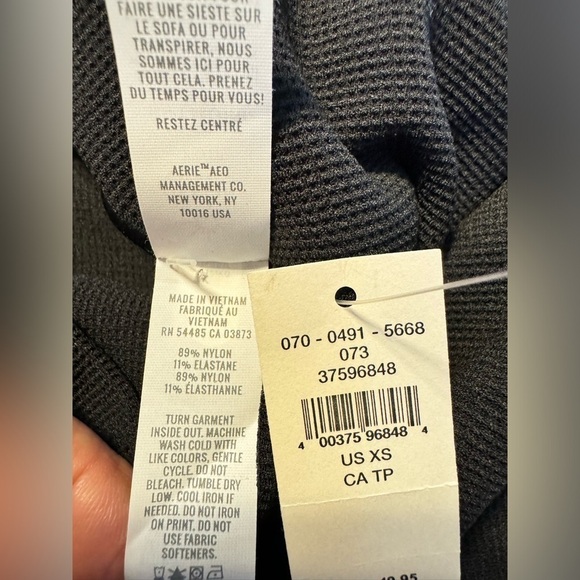 FAIRE UNE SIESTE SUR
LE SOFA OU POUR
TRANSPIRER, NOUS
SOMMES ICI POUR
TOUT CELA. PRENEZ
DU TEMPS POUR VOUS!
RESTEZ CENTRÉ
AERIE™AEO
MANAGEMENT CO.
NEW YORK, NY
10016 USA
MADE IN VIETNAM
FABRIQUÉ AU
VIETNAM
RN 54485 CA 03873
89% NYLON
11% ELASTANE
89% NYLON
11% ÉLASTHANNE
TURN GARMENT
INSIDE OUT. MACHINE
WASH COLD WITH
LIKE COLORS, GENTLE
CYCLE. DO NOT
BLEACH. TUMBLE DRY
LOW. COOL IRON IF
NEEDED. DO NOT IRON
ON PRINT. DO NOT
USE FABRIC
SOFTENERS.
070 - 0491 - 5668
073
37596848
4 00375 96848 4
US XS
CA TP